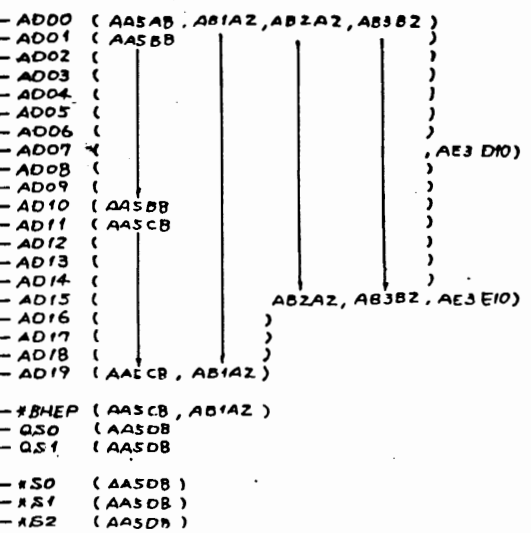 - AD00 ( AA5AB, AB1A2, AB2A2, AB3B2 )
- AD01 ( AA5BB )
- AD02 ( )
- AD03 ( )
- AD04 ( )
- AD05 ( )
- AD06 ( )
- AD07 ( , AE3 D10)
- AD08 ( )
- AD09 ( )
- AD10 ( AA5BB )
- AD11 ( AA5CB )
- AD12 ( )
- AD13 ( )
- AD14 ( )
- AD15 ( AB2A2, AB3B2, AE3 E10)
- AD16 ( )
- AD17 ( )
- AD18 ( )
- AD19 ( AA5CB , AB1A2 )
- *BHEP ( AA5CB , AB1A2 )
- QS0 ( AA5DB
- QS1 ( AA5DB
- *S0 ( AA5DB )
- *S1 ( AA5DB )
- *S2 ( AA5DB )